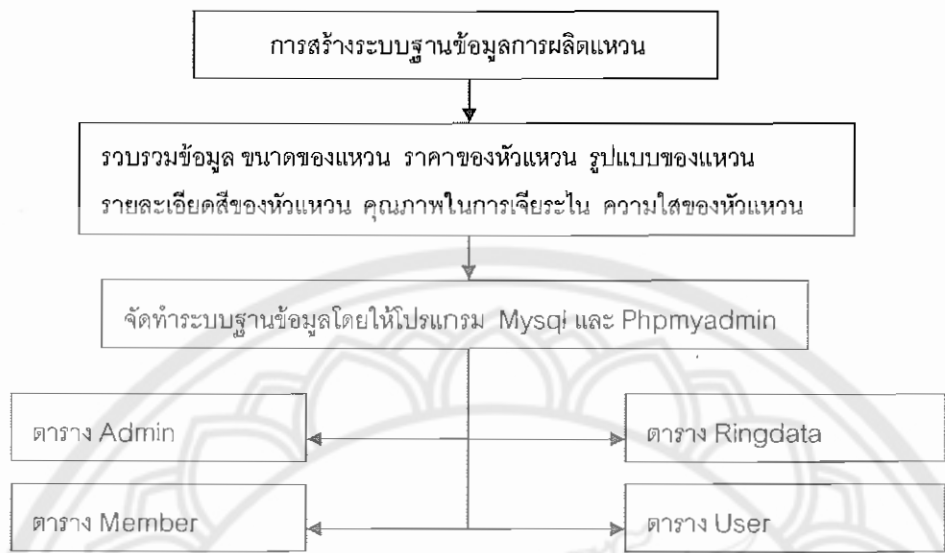 การสร้างระบบฐานข้อมูลการผลิตแหวน
รวบรวมข้อมูล ขนาดของแหวน ราคาของหัวแหวน รูปแบบของแหวน
รายละเอียดสีของหัวแหวน คุณภาพในการเจียระไน ความใสของหัวแหวน
จัดทำระบบฐานข้อมูลโดยให้โปรแกรม Mysql และ Phpmyadmin
ตาราง Admin
ตาราง Ringdata
ตาราง Member
ตาราง User